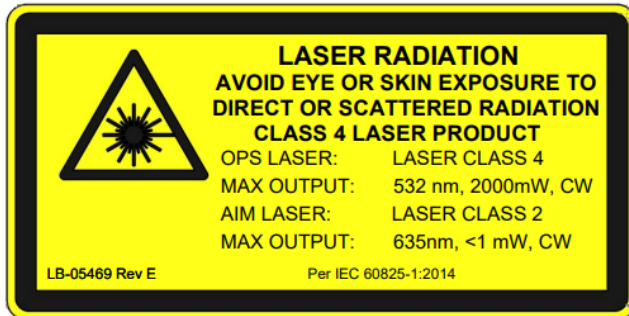 LASER RADIATION
AVOID EYE OR SKIN EXPOSURE TO
DIRECT OR SCATTERED RADIATION
CLASS 4 LASER PRODUCT
OPS LASER: LASER CLASS 4
MAX OUTPUT: 532 nm, 2000mW, CW
AIM LASER: LASER CLASS 2
MAX OUTPUT: 635nm, <1 mW, CW
LB-05469 Rev E Per IEC 60825-1:2014